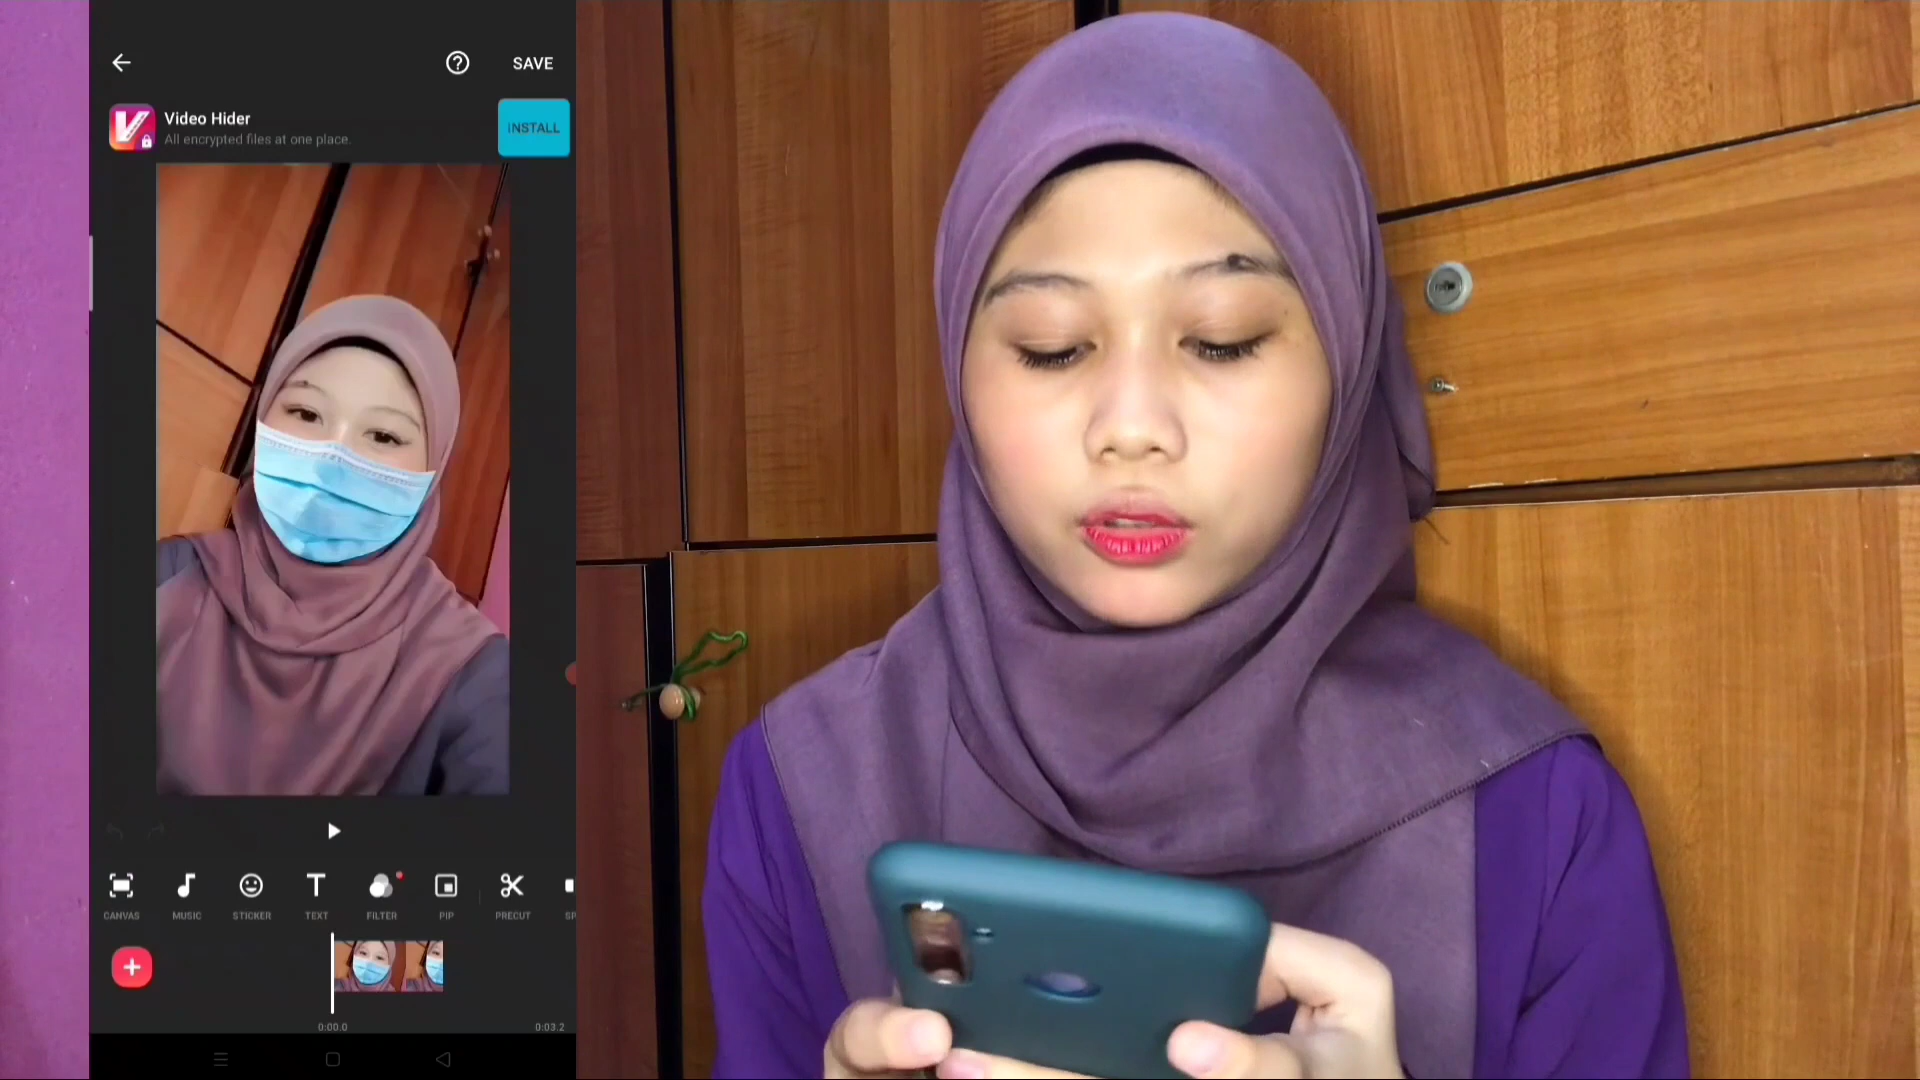 SAVE
Video Hider
All encrypted files at one place.
INSTALL
CANVAS MUSIC STICKER TEXT FILTER PIP PRECUT SP
0:00.0 0:03.2